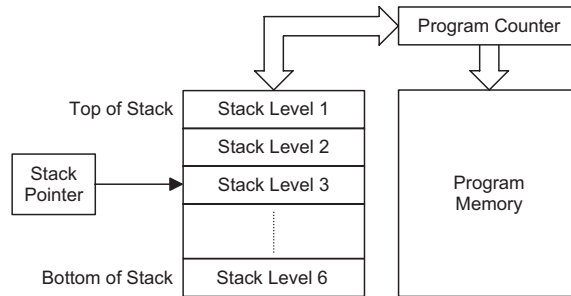 Program Counter
Top of Stack
Stack Level 1
Stack Level 2
Stack
Pointer
Stack Level 3
Program
Memory
Bottom of Stack
Stack Level 6